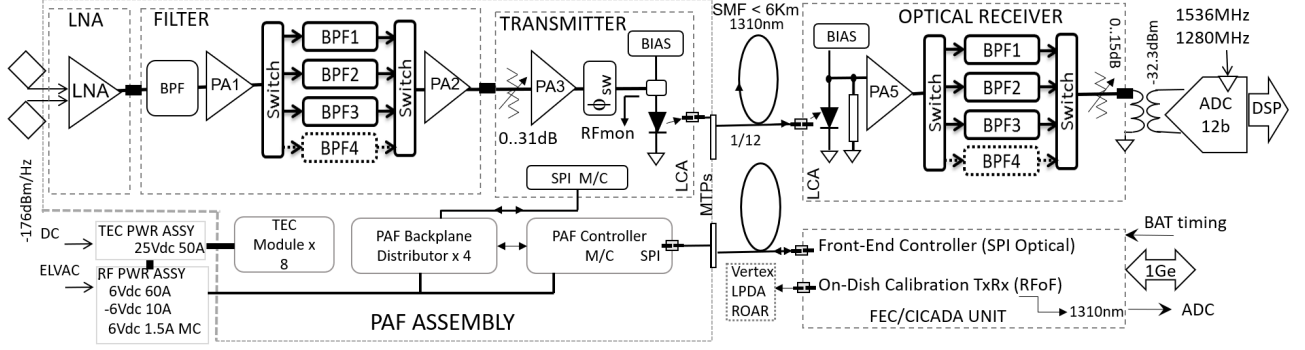 LNA
FILTER
TRANSMITTER
SMF < 6Km
1310nm
OPTICAL RECEIVER
1536MHz
1280MHz
LNA
BPF
PA1
Switch
BPF1
BPF2
BPF3
BPF4
Switch
PA2
0..31dB
PA3
ϕsw
BIAS
RFmon
LCA
MTPs
1/12
LCA
BIAS
PA5
Switch
BPF1
BPF2
BPF3
BPF4
Switch
0..15dB
-32.3dBm
ADC
12b
DSP
-176dBm/Hz
SPI M/C
DC
TEC PWR ASSY
25Vdc 50A
TEC
Module x
8
PAF Backplane
Distributor x 4
PAF Controller
M/C SPI
ELVAC
RF PWR ASSY
6Vdc 60A
-6Vdc 10A
6Vdc 1.5A MC
PAF ASSEMBLY
Vertex
LPDA
ROAR
Front-End Controller (SPI Optical)
On-Dish Calibration TxRx (RFoF)
1310nm
FEC/CICADA UNIT
BAT timing
1Ge
ADC